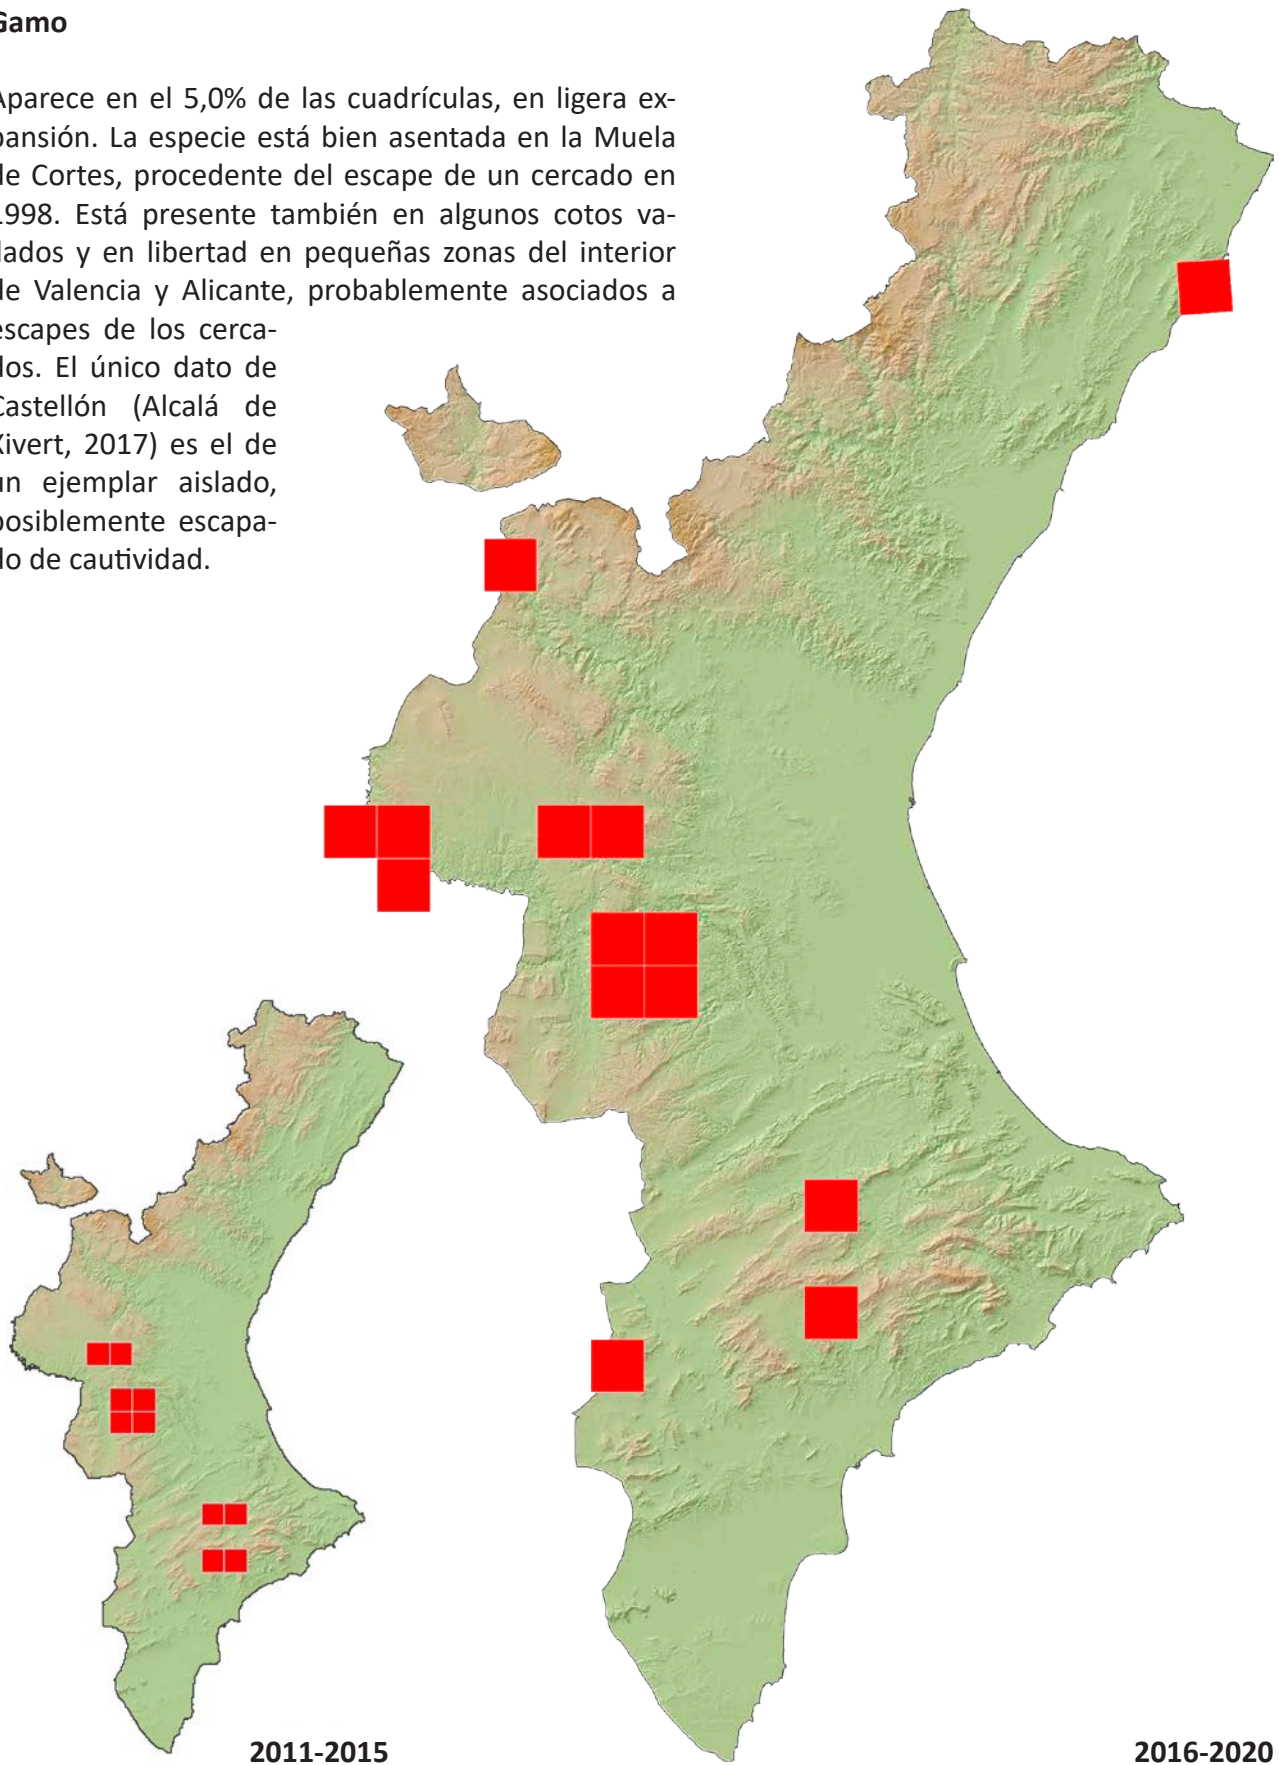 Gamo
Aparece en el 5,0% de las cuadrículas, en ligera ex-
pansión. La especie está bien asentada en la Muela
de Cortes, procedente del escape de un cercado en
1998. Está presente también en algunos cotos va-
llados y en libertad en pequeñas zonas del interior
de Valencia y Alicante, probablemente asociados a
escapes de los cerca-
dos. El único dato de
Castellón (Alcalá de
Xivert, 2017) es el de
un ejemplar aislado,
posiblemente escapa-
do de cautividad.
2011-2015
2016-2020